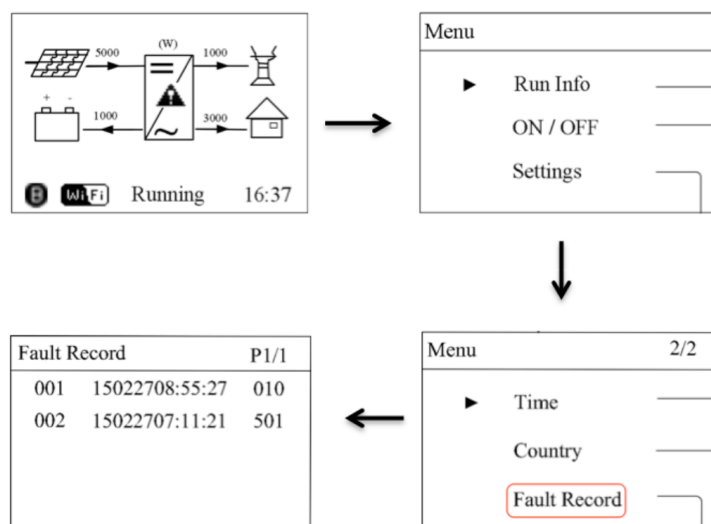 (W)
5000
1000
+ -
1000
3000
WiFi
Running
16:37
Menu
Run Info
ON / OFF
Settings
Fault Record P1/1
001 15022708:55:27 010
002 15022707:11:21 501
Menu 2/2
Time
Country
Fault Record